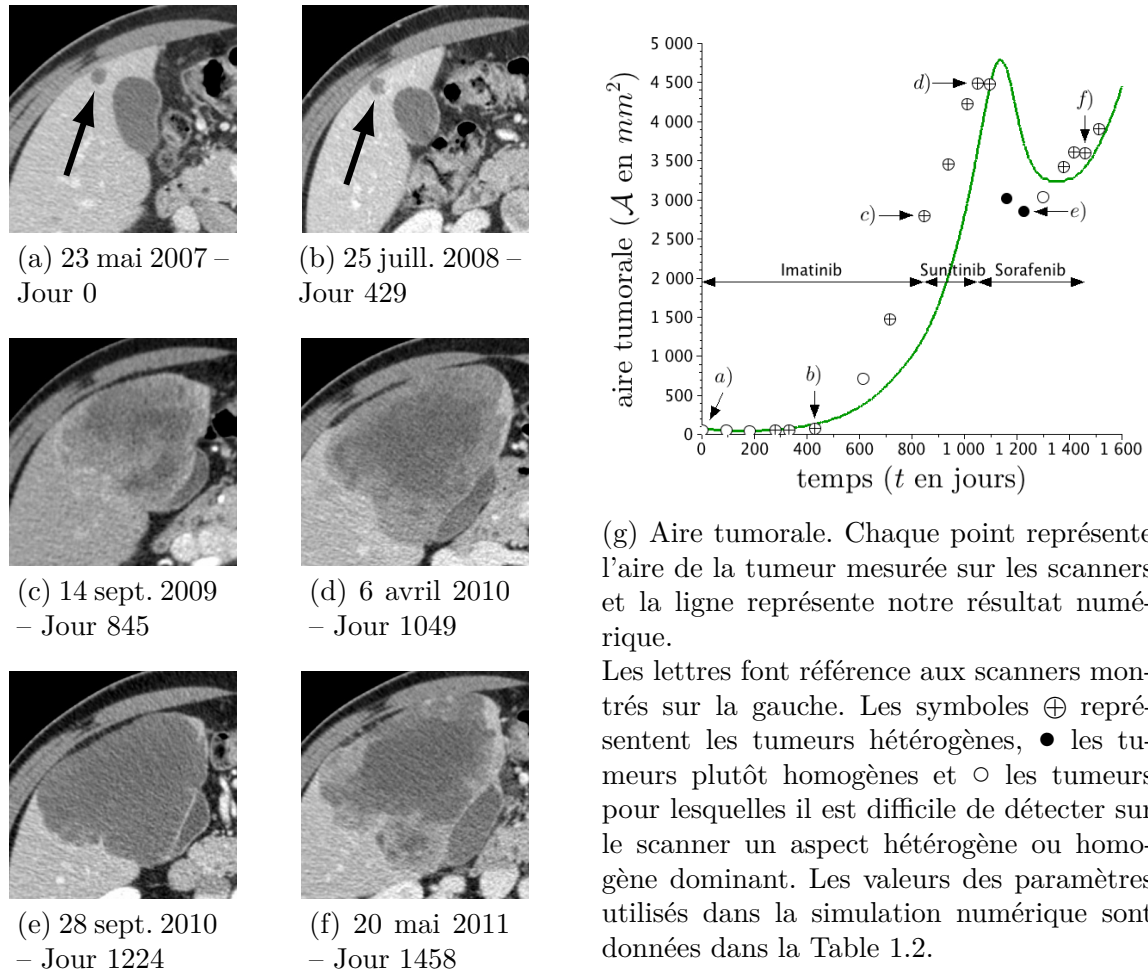 (a) 23 mai 2007 –
Jour 0
(b) 25 juill. 2008 –
Jour 429
(c) 14 sept. 2009
– Jour 845
(d) 6 avril 2010
– Jour 1049
(e) 28 sept. 2010
– Jour 1224
(f) 20 mai 2011
– Jour 1458
aire tumorale (𝒜 en mm²)
5 000
4 500
4 000
3 500
3 000
2 500
2 000
1 500
1 000
500
0
d)
f)
c)
e)
Imatinib
Sunitinib
Sorafenib
a)
b)
0 200 400 600 800 1 000 1 200 1 400 1 600
temps (t en jours)
(g) Aire tumorale. Chaque point représente
l'aire de la tumeur mesurée sur les scanners
et la ligne représente notre résultat numé-
rique.
Les lettres font référence aux scanners mon-
trés sur la gauche. Les symboles ⊕ repré-
sentent les tumeurs hétérogènes, ● les tu-
meurs plutôt homogènes et ○ les tumeurs
pour lesquelles il est difficile de détecter sur
le scanner un aspect hétérogène ou homo-
gène dominant. Les valeurs des paramètres
utilisés dans la simulation numérique sont
données dans la Table 1.2.